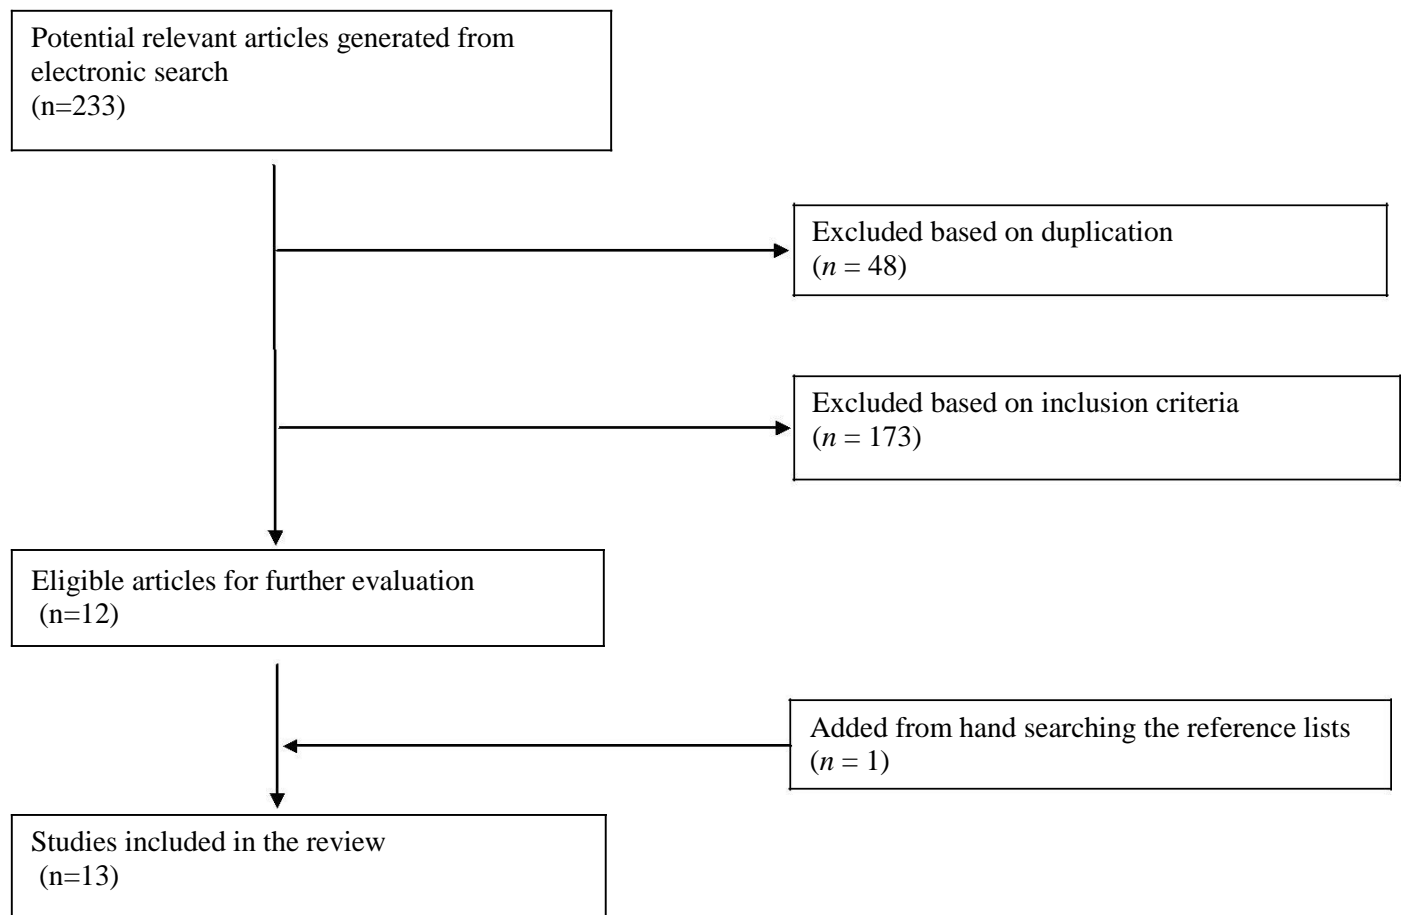 Potential relevant articles generated from
electronic search
(n=233)
Excluded based on duplication
(n = 48)
Excluded based on inclusion criteria
(n = 173)
Eligible articles for further evaluation
(n=12)
Added from hand searching the reference lists
(n = 1)
Studies included in the review
(n=13)